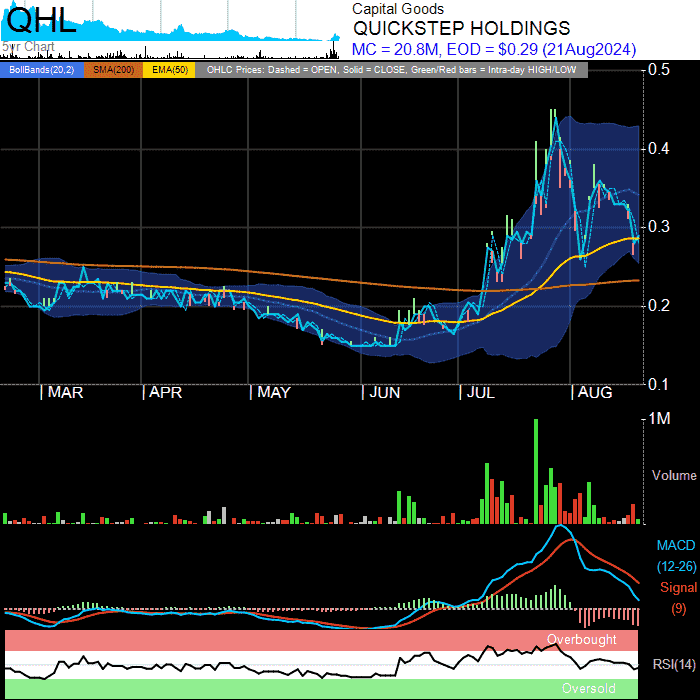 QHL
5yr Chart
Capital Goods
QUICKSTEP HOLDINGS
MC = 20.8M, EOD = $0.29 (21Aug2024)
BollBands(20,2) SMA(200) EMA(50) OHLC Prices: Dashed = OPEN, Solid = CLOSE, Green/Red bars = Intra-day HIGH/LOW
0.5
0.4
0.3
0.2
0.1
MAR APR MAY JUN JUL AUG
1M
Volume
MACD
(12-26)
Signal
(9)
Overbought
RSI(14)
Oversold